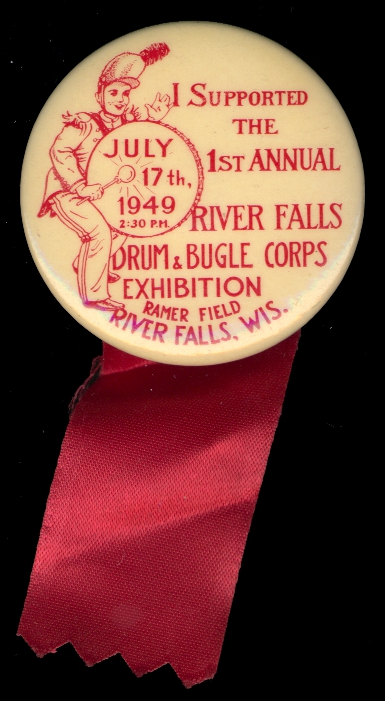 I SUPPORTED
THE
1ST ANNUAL
JULY
17th,
1949
2:30 P.M.
RIVER FALLS
DRUM & BUGLE CORPS
EXHIBITION
RAMER FIELD
RIVER FALLS, WIS.